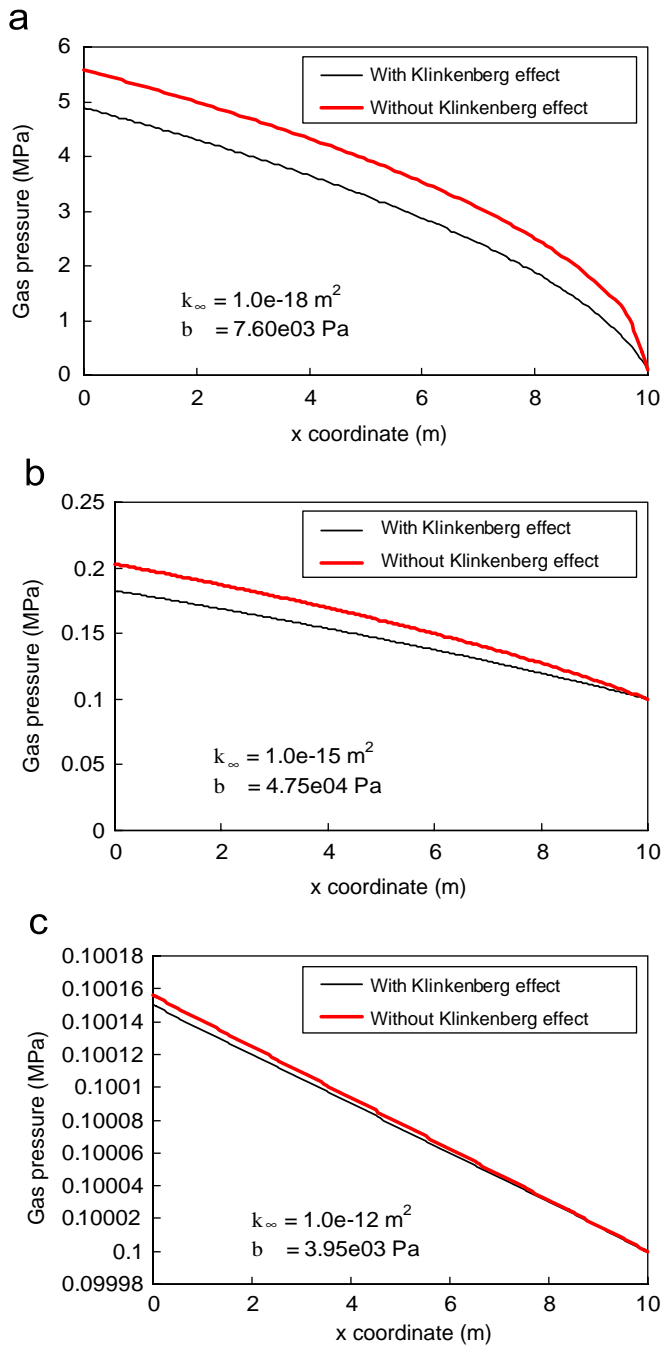 a
6
5
4
3
2
1
0
Gas pressure (MPa)
With Klinkenberg effect
Without Klinkenberg effect
k∞ = 1.0e-18 m²
b = 7.60e03 Pa
0 2 4 6 8 10
x coordinate (m)
b
0.25
0.2
0.15
0.1
0.05
0
Gas pressure (MPa)
With Klinkenberg effect
Without Klinkenberg effect
k∞ = 1.0e-15 m²
b = 4.75e04 Pa
0 2 4 6 8 10
x coordinate (m)
c
0.10018
0.10016
0.10014
0.10012
0.1001
0.10008
0.10006
0.10004
0.10002
0.1
0.09998
Gas pressure (MPa)
With Klinkenberg effect
Without Klinkenberg effect
k∞ = 1.0e-12 m²
b = 3.95e03 Pa
0 2 4 6 8 10
x coordinate (m)